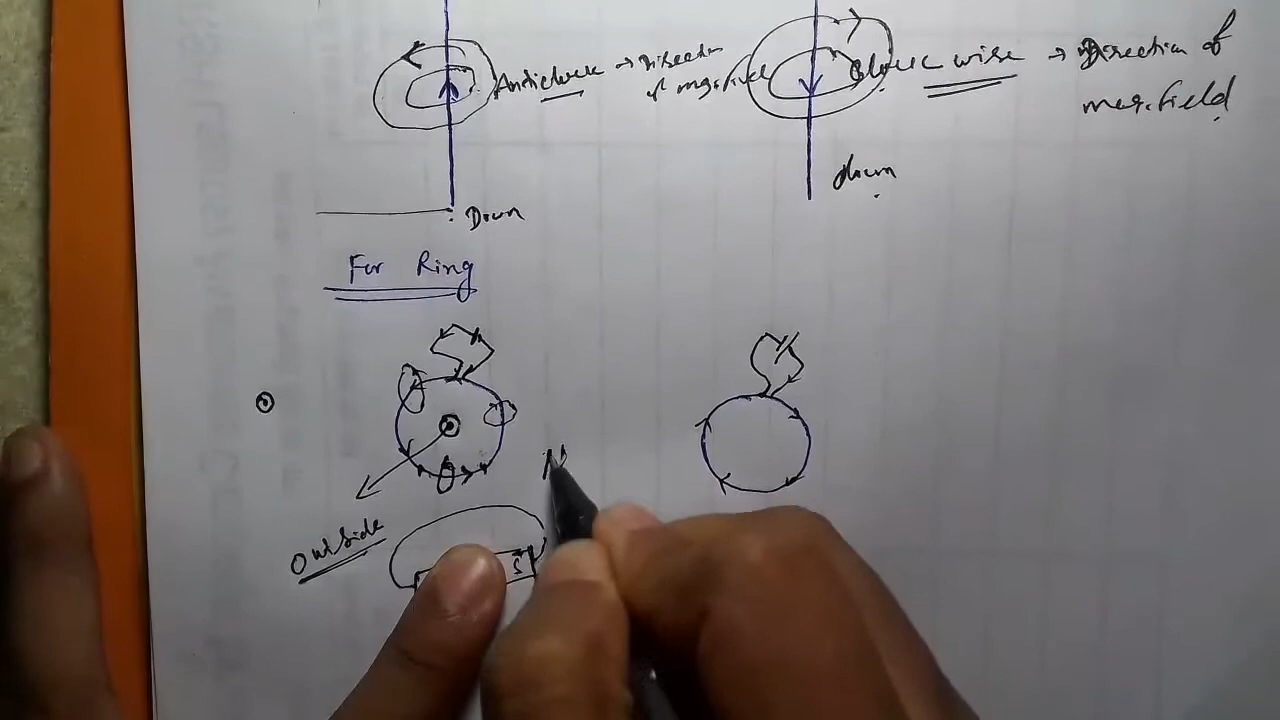 Anticlock → Direction
of mag.field
Clock wise → Direction of
mag.field
Down
down
For Ring
Outside
S
N